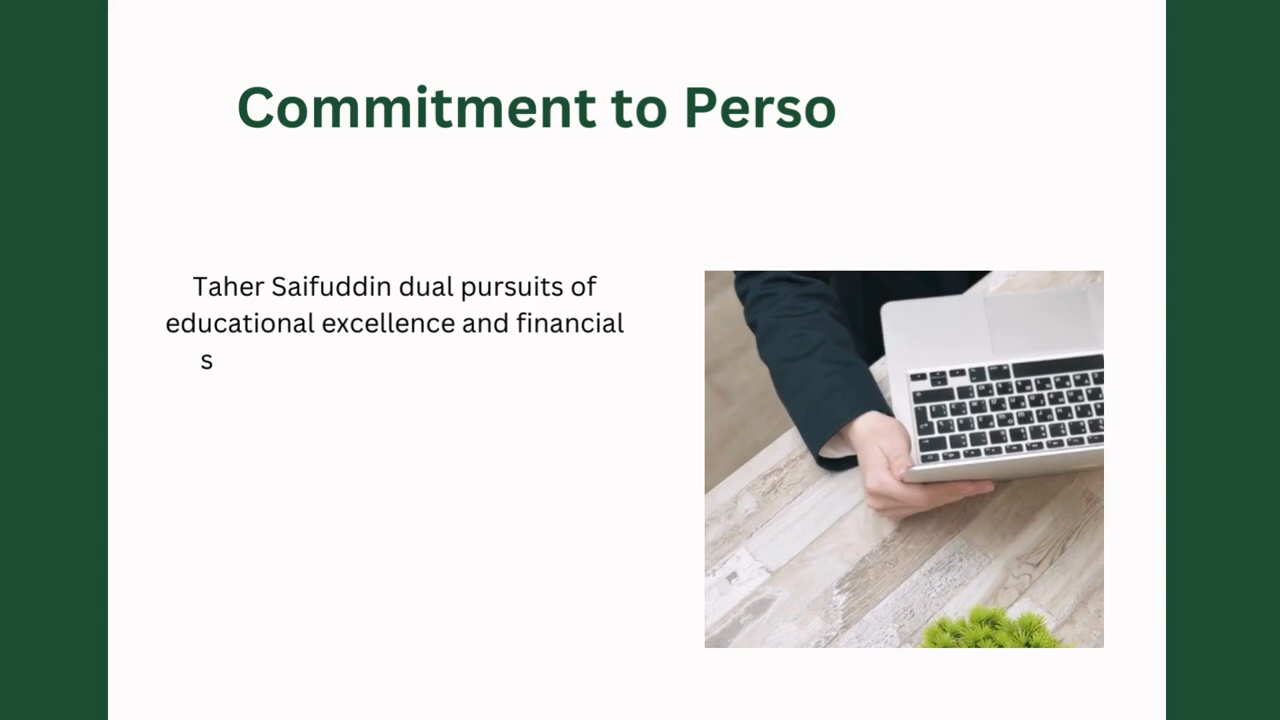 Commitment to Perso
Taher Saifuddin dual pursuits of
educational excellence and financial
s